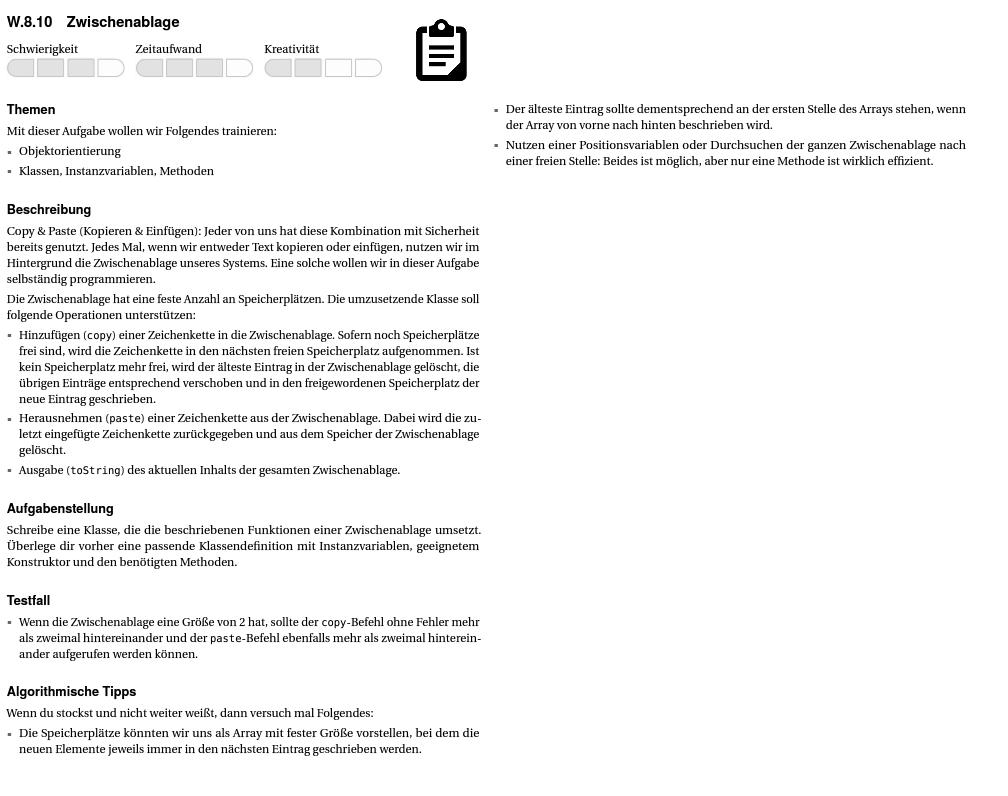 W.8.10 Zwischenablage
Schwierigkeit Zeitaufwand Kreativität
Themen
Mit dieser Aufgabe wollen wir Folgendes trainieren:
▪ Objektorientierung
▪ Klassen, Instanzvariablen, Methoden
Beschreibung
Copy & Paste (Kopieren & Einfügen): Jeder von uns hat diese Kombination mit Sicherheit
bereits genutzt. Jedes Mal, wenn wir entweder Text kopieren oder einfügen, nutzen wir im
Hintergrund die Zwischenablage unseres Systems. Eine solche wollen wir in dieser Aufgabe
selbständig programmieren.
Die Zwischenablage hat eine feste Anzahl an Speicherplätzen. Die umzusetzende Klasse soll
folgende Operationen unterstützen:
▪ Hinzufügen (copy) einer Zeichenkette in die Zwischenablage. Sofern noch Speicherplätze
frei sind, wird die Zeichenkette in den nächsten freien Speicherplatz aufgenommen. Ist
kein Speicherplatz mehr frei, wird der älteste Eintrag in der Zwischenablage gelöscht, die
übrigen Einträge entsprechend verschoben und in den freigewordenen Speicherplatz der
neue Eintrag geschrieben.
▪ Herausnehmen (paste) einer Zeichenkette aus der Zwischenablage. Dabei wird die zu-
letzt eingefügte Zeichenkette zurückgegeben und aus dem Speicher der Zwischenablage
gelöscht.
▪ Ausgabe (toString) des aktuellen Inhalts der gesamten Zwischenablage.
Aufgabenstellung
Schreibe eine Klasse, die die beschriebenen Funktionen einer Zwischenablage umsetzt.
Überlege dir vorher eine passende Klassendefinition mit Instanzvariablen, geeignetem
Konstruktor und den benötigten Methoden.
Testfall
▪ Wenn die Zwischenablage eine Größe von 2 hat, sollte der copy-Befehl ohne Fehler mehr
als zweimal hintereinander und der paste-Befehl ebenfalls mehr als zweimal hinterein-
ander aufgerufen werden können.
Algorithmische Tipps
Wenn du stockst und nicht weiter weißt, dann versuch mal Folgendes:
▪ Die Speicherplätze könnten wir uns als Array mit fester Größe vorstellen, bei dem die
neuen Elemente jeweils immer in den nächsten Eintrag geschrieben werden.
▪ Der älteste Eintrag sollte dementsprechend an der ersten Stelle des Arrays stehen, wenn
der Array von vorne nach hinten beschrieben wird.
▪ Nutzen einer Positionsvariablen oder Durchsuchen der ganzen Zwischenablage nach
einer freien Stelle: Beides ist möglich, aber nur eine Methode ist wirklich effizient.